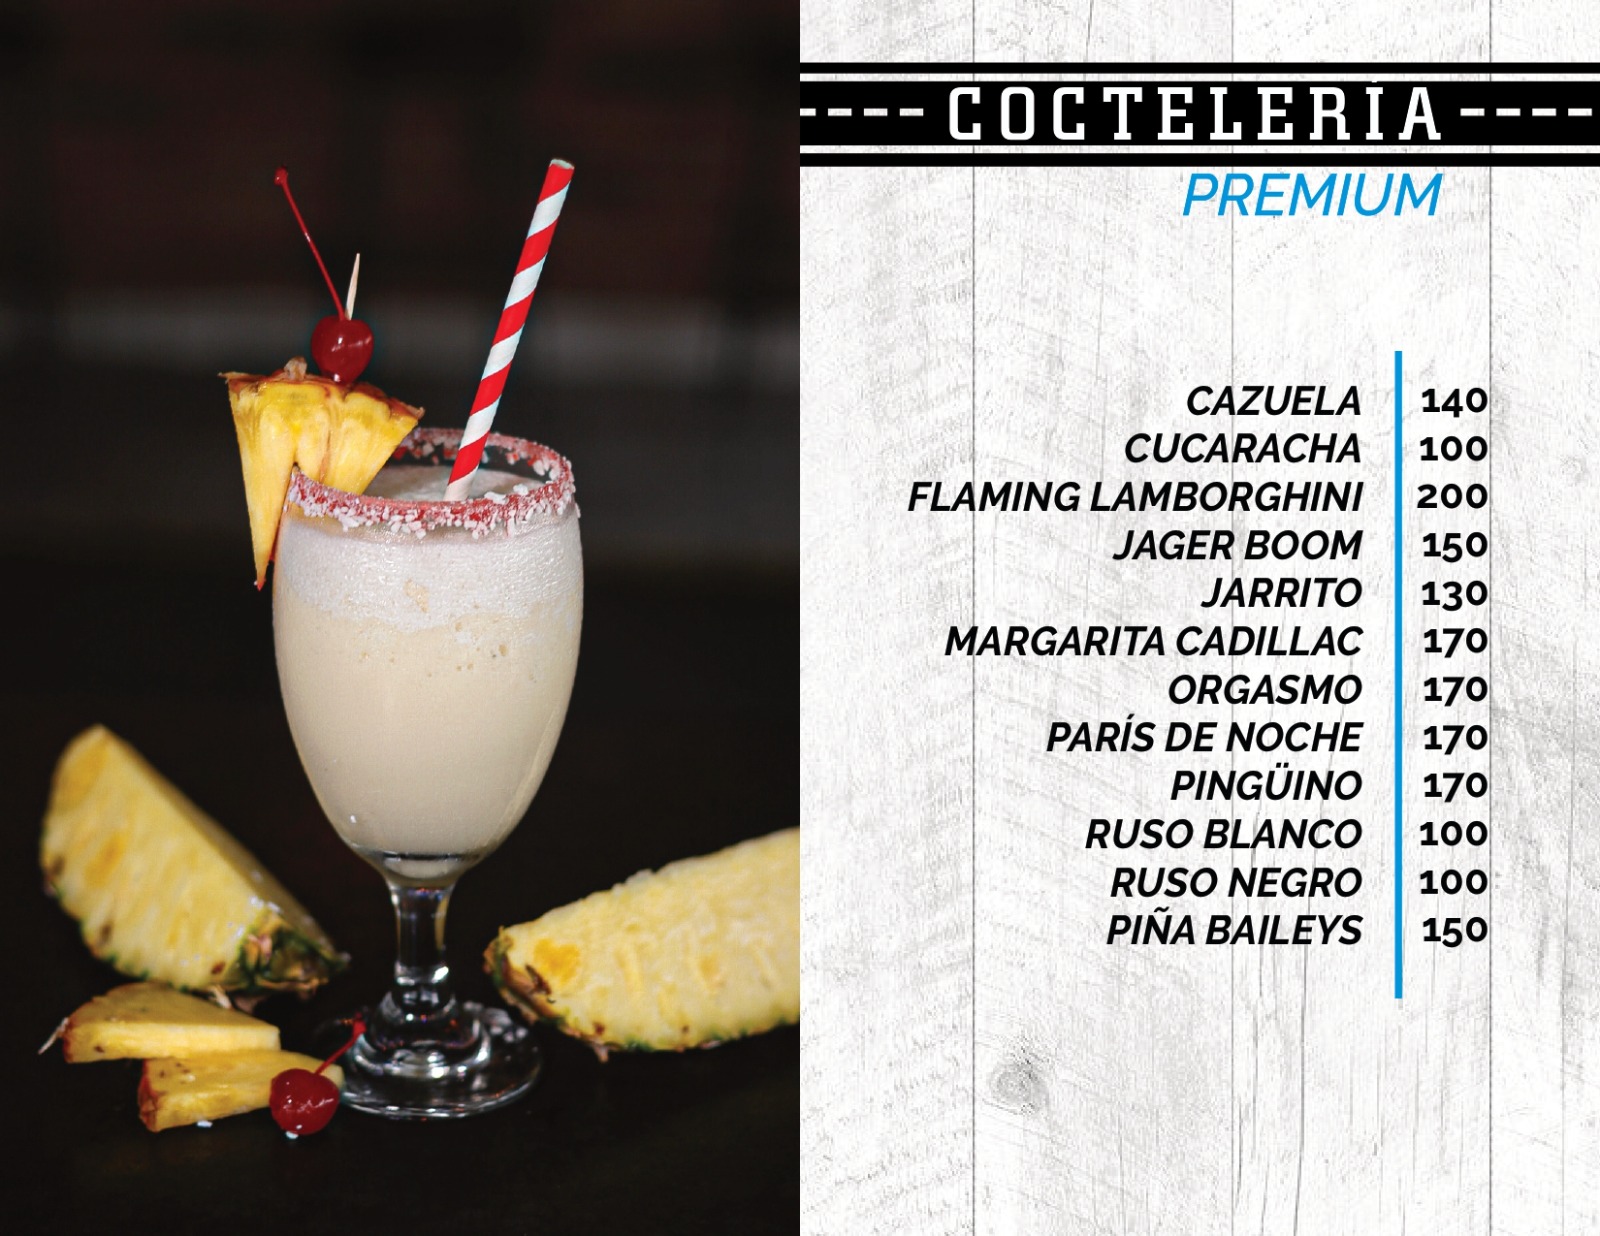 COCTELERÍA
PREMIUM
CAZUELA 140
CUCARACHA 100
FLAMING LAMBORGHINI 200
JAGER BOOM 150
JARRITO 130
MARGARITA CADILLAC 170
ORGASMO 170
PARÍS DE NOCHE 170
PINGÜINO 170
RUSO BLANCO 100
RUSO NEGRO 100
PIÑA BAILEYS 150